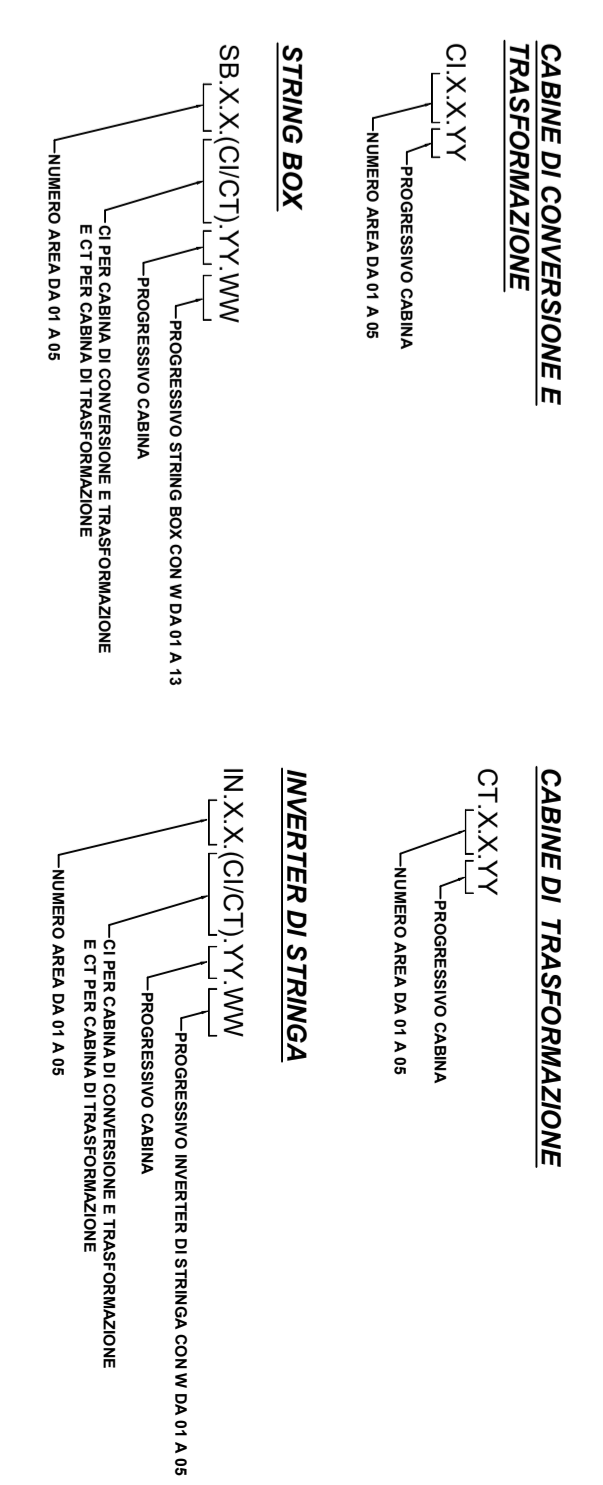 CABINE DI CONVERSIONE E
TRASFORMAZIONE
CI.X.X.YY
PROGRESSIVO CABINA
NUMERO AREA DA 01 A 05
STRING BOX
SB.X.X.(CI/CT).YY.WW
PROGRESSIVO STRING BOX CON W DA 01 A 13
PROGRESSIVO CABINA
CI PER CABINA DI CONVERSIONE E TRASFORMAZIONE
E CT PER CABINA DI TRASFORMAZIONE
NUMERO AREA DA 01 A 05
CABINE DI TRASFORMAZIONE
CT.X.X.YY
PROGRESSIVO CABINA
NUMERO AREA DA 01 A 05
INVERTER DI STRINGA
IN.X.X.(CI/CT).YY.WW
PROGRESSIVO INVERTER DI STRINGA CON W DA 01 A 05
PROGRESSIVO CABINA
CI PER CABINA DI CONVERSIONE E TRASFORMAZIONE
E CT PER CABINA DI TRASFORMAZIONE
NUMERO AREA DA 01 A 05